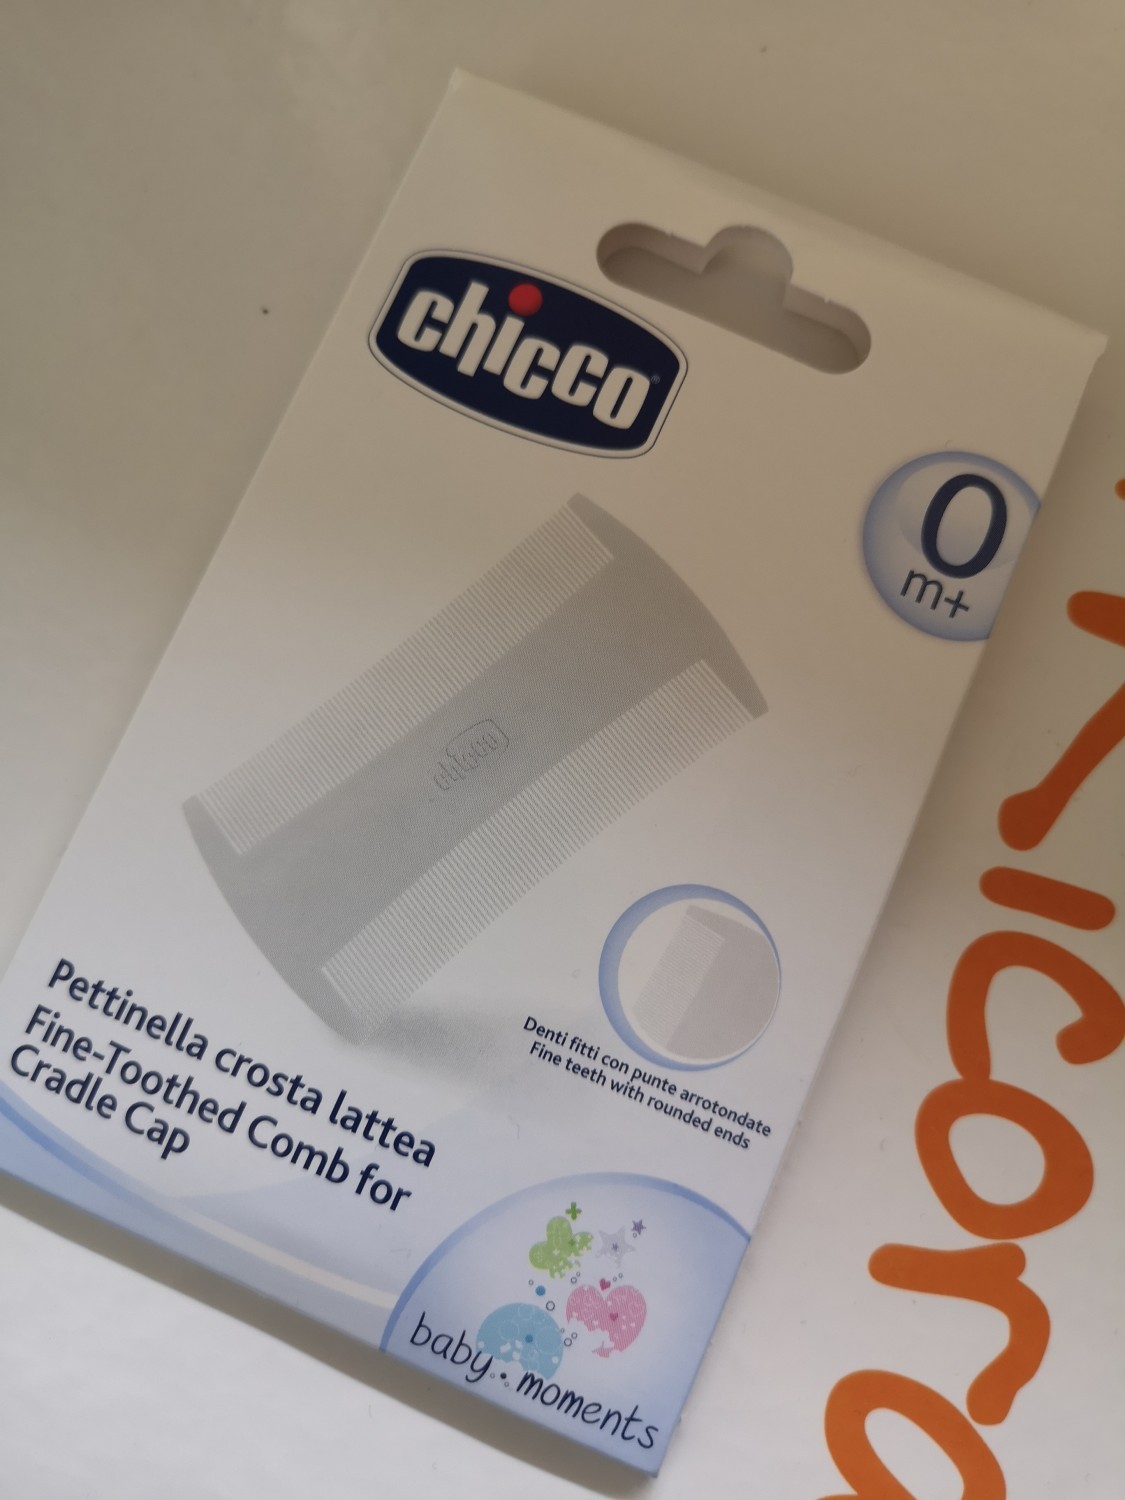 chicco
0
m+
chicco
Denti fitti con punte arrotondate
Fine teeth with rounded ends
Pettinella crosta lattea
Fine-Toothed Comb for
Cradle Cap
baby moments